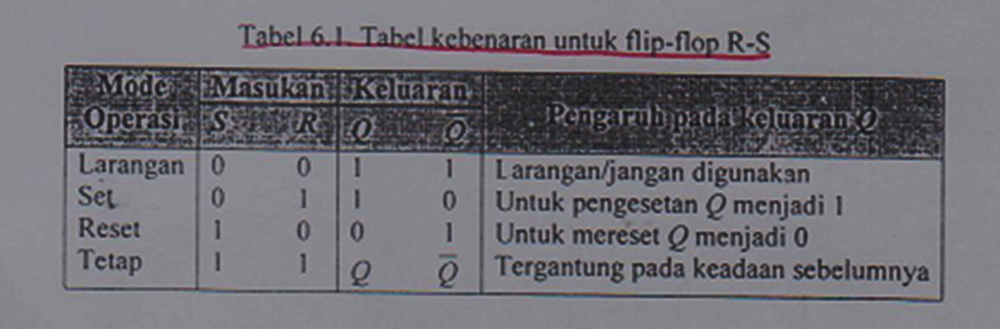 Tabel 6.1. Tabel kebenaran untuk flip-flop R-S
Mode Operasi Masukan Keluaran Pengaruh pada keluaran Q
S R Q Q
Larangan 0 0 1 1 Larangan/jangan digunakan
Set 0 1 1 0 Untuk pengesetan Q menjadi 1
Reset 1 0 0 1 Untuk mereset Q menjadi 0
Tetap 1 1 Q Q̅ Tergantung pada keadaan sebelumnya